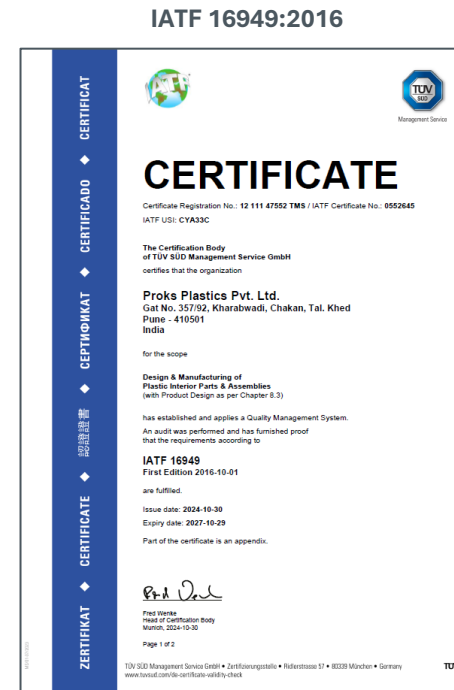 IATF 16949:2016
IATF
TÜV
SÜD
Management Service
ZERTIFIKAT ◆ CERTIFICATE ◆ 認證證書 ◆ СЕРТИФИКАТ ◆ CERTIFICADO ◆ CERTIFICAT
CERTIFICATE
Certificate Registration No.: 12 111 47552 TMS / IATF Certificate No.: 0552645
IATF USI: CYA33C
The Certification Body
of TÜV SÜD Management Service GmbH
certifies that the organization
Proks Plastics Pvt. Ltd.
Gat No. 357/92, Kharabwadi, Chakan, Tal. Khed
Pune - 410501
India
for the scope
Design & Manufacturing of
Plastic Interior Parts & Assemblies
(with Product Design as per Chapter 8.3)
has established and applies a Quality Management System.
An audit was performed and has furnished proof
that the requirements according to
IATF 16949
First Edition 2016-10-01
are fulfilled.
Issue date: 2024-10-30
Expiry date: 2027-10-29
Part of the certificate is an appendix.
Fred Wenke
Head of Certification Body
Munich, 2024-10-30
Page 1 of 2
TÜV SÜD Management Service GmbH • Zertifizierungsstelle • Ridlerstrasse 57 • 80339 München • Germany
www.tuvsud.com/de-certificate-validity-check